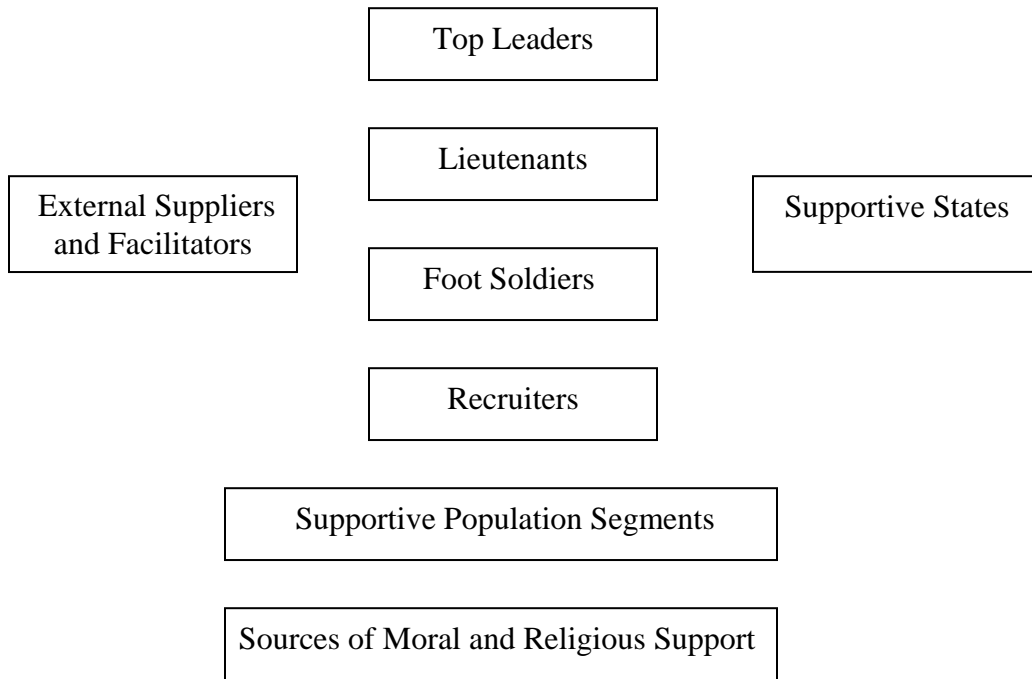 Top Leaders
Lieutenants
External Suppliers
and Facilitators
Supportive States
Foot Soldiers
Recruiters
Supportive Population Segments
Sources of Moral and Religious Support